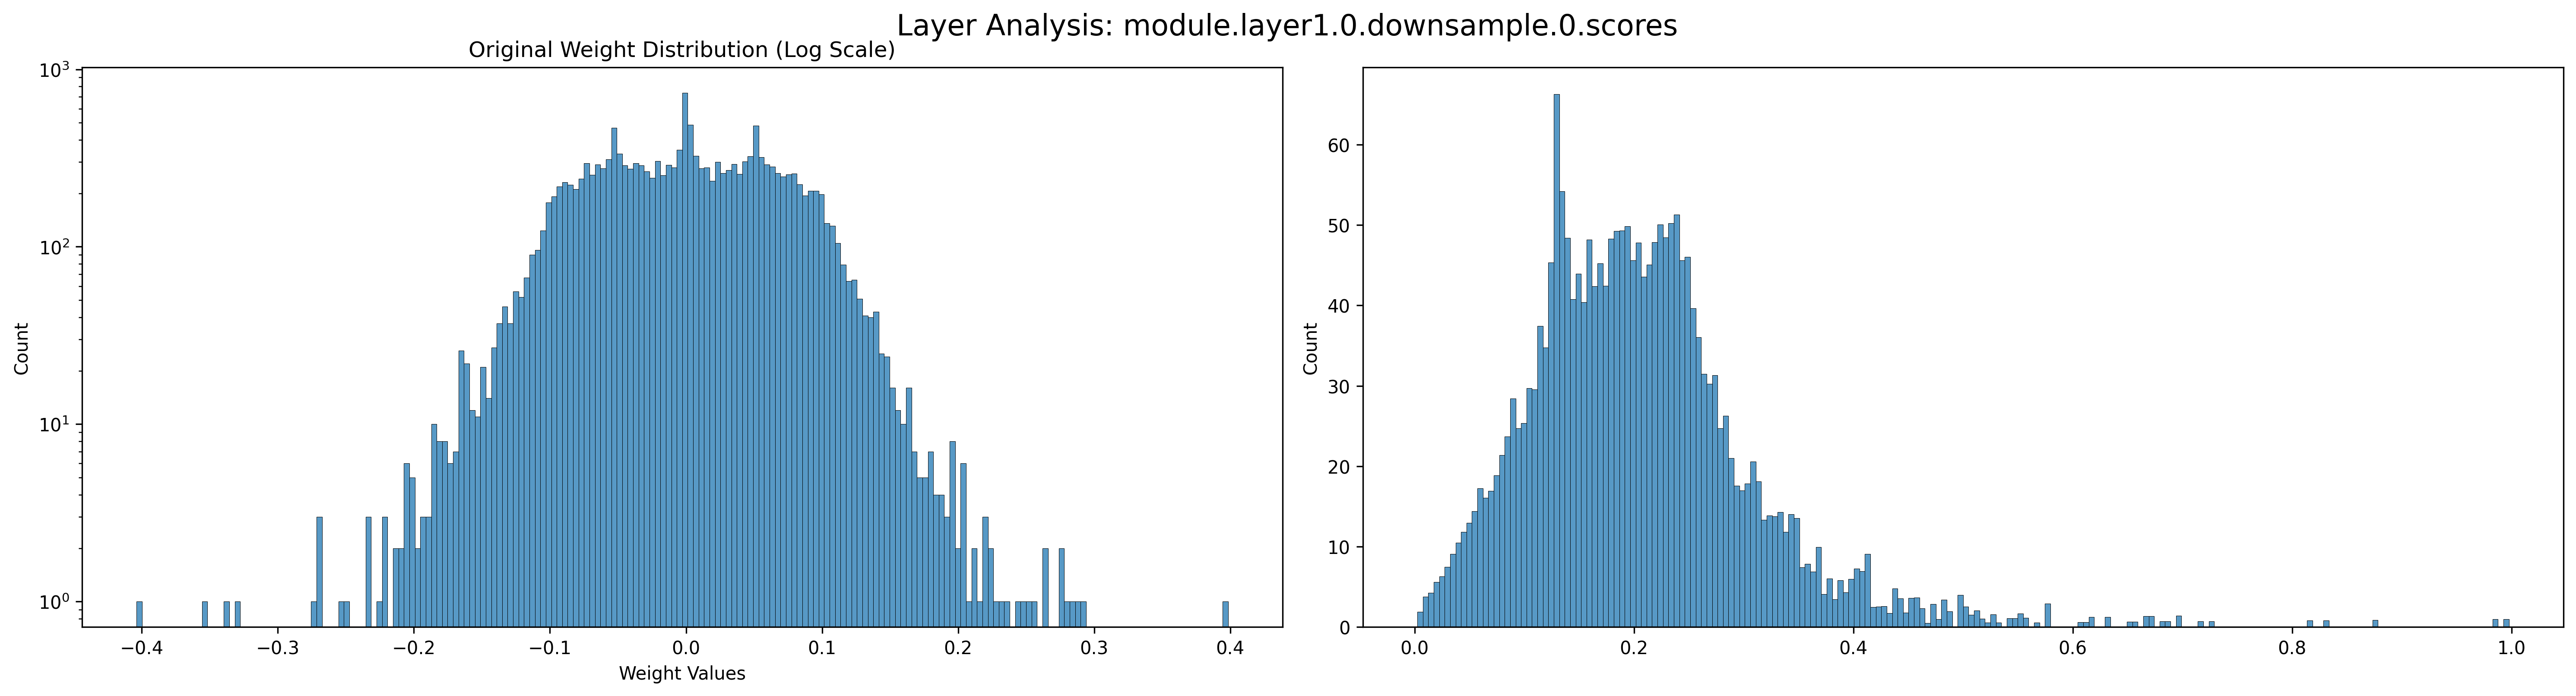 Layer Analysis: module.layer1.0.downsample.0.scores
Original Weight Distribution (Log Scale)
Count
10³
10²
10¹
10⁰
−0.4 −0.3 −0.2 −0.1 0.0 0.1 0.2 0.3 0.4
Weight Values
Count
60
50
40
30
20
10
0
0.0 0.2 0.4 0.6 0.8 1.0